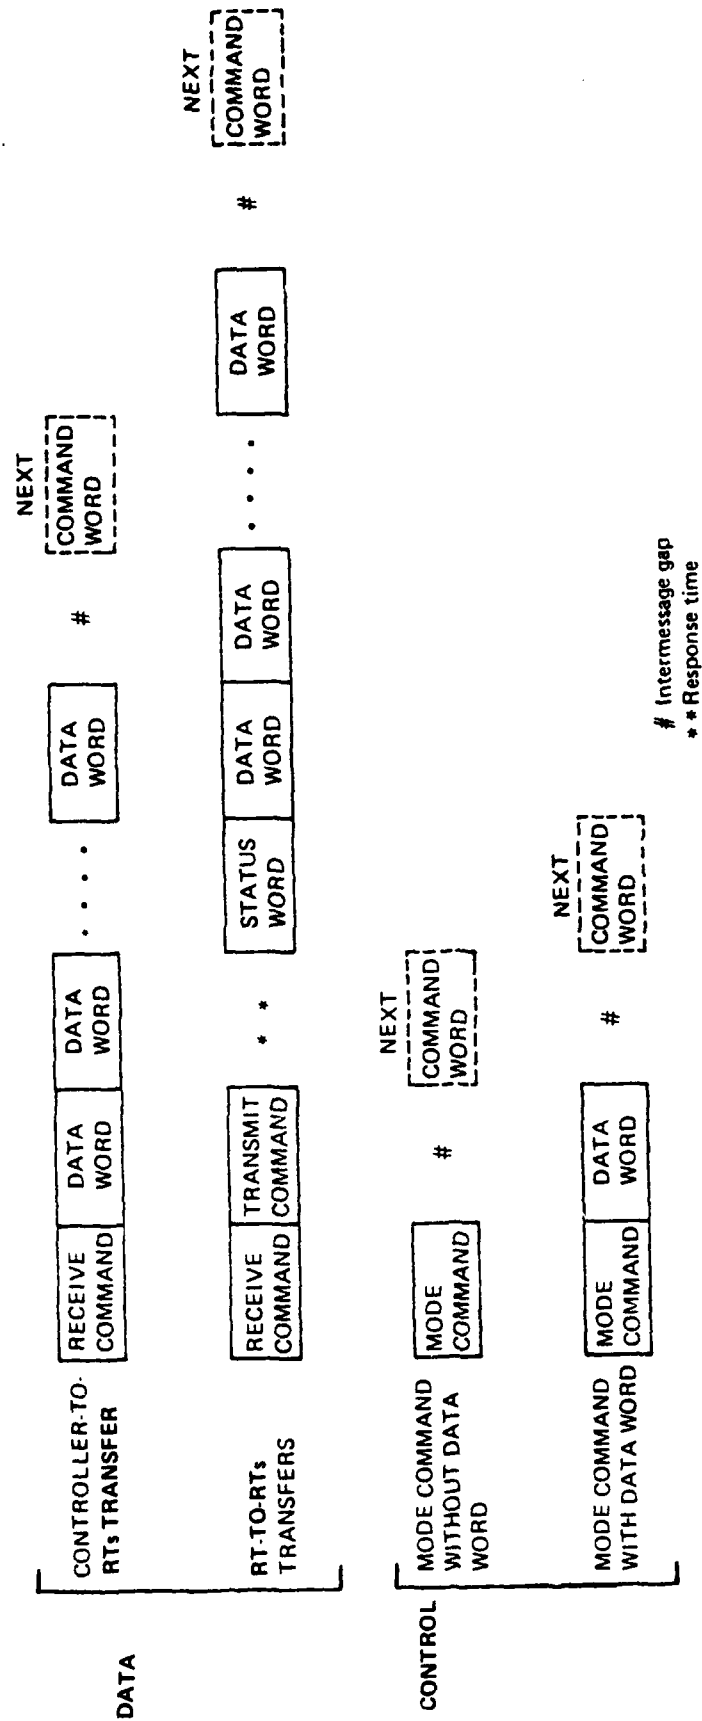 DATA
CONTROLLER-TO-
RTs TRANSFER
RECEIVE
COMMAND
DATA
WORD
DATA
WORD
. . . .
DATA
WORD
#
NEXT
COMMAND
WORD
RT-TO-RTs
TRANSFERS
RECEIVE
COMMAND
TRANSMIT
COMMAND
* *
STATUS
WORD
DATA
WORD
DATA
WORD
. . . .
DATA
WORD
#
NEXT
COMMAND
WORD
CONTROL
MODE COMMAND
WITHOUT DATA
WORD
MODE
COMMAND
#
NEXT
COMMAND
WORD
MODE COMMAND
WITH DATA WORD
MODE
COMMAND
DATA
WORD
#
NEXT
COMMAND
WORD
# Intermessage gap
* * Response time